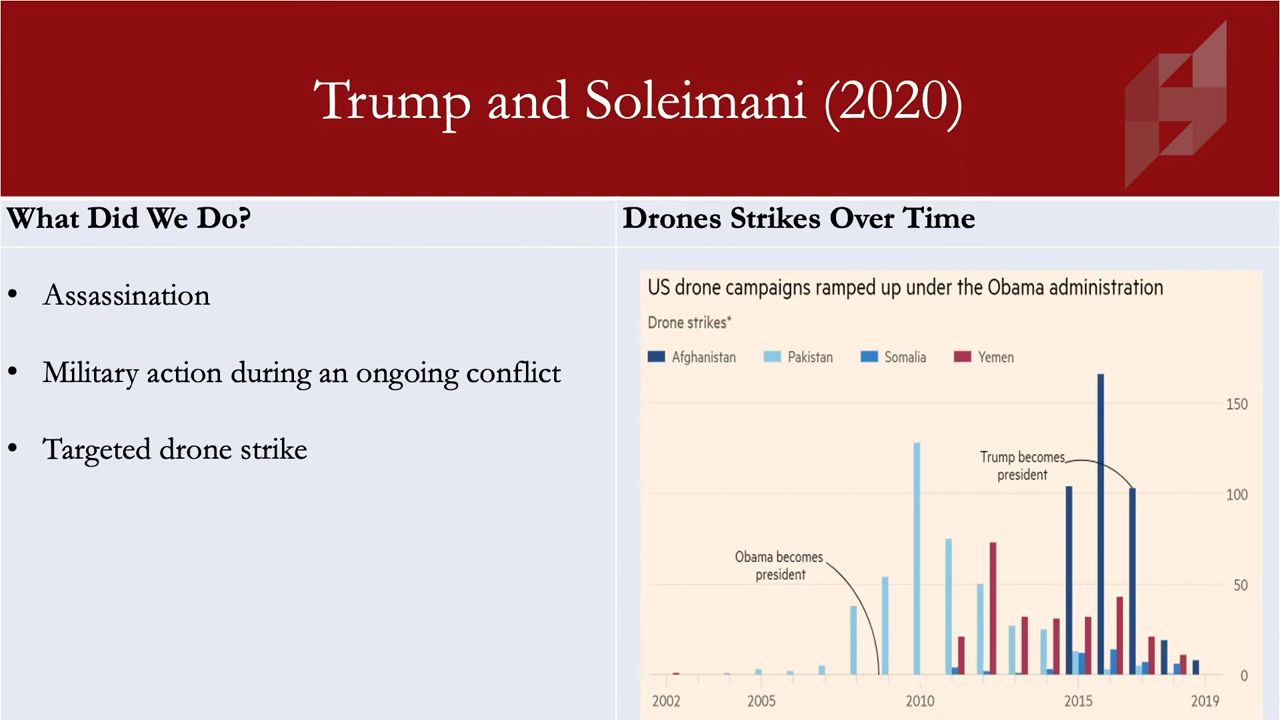 Trump and Soleimani (2020)
What Did We Do?
• Assassination
• Military action during an ongoing conflict
• Targeted drone strike
Drones Strikes Over Time
US drone campaigns ramped up under the Obama administration
Drone strikes*
Afghanistan Pakistan Somalia Yemen
150
Trump becomes
president
100
Obama becomes
president
50
0
2002 2005 2010 2015 2019